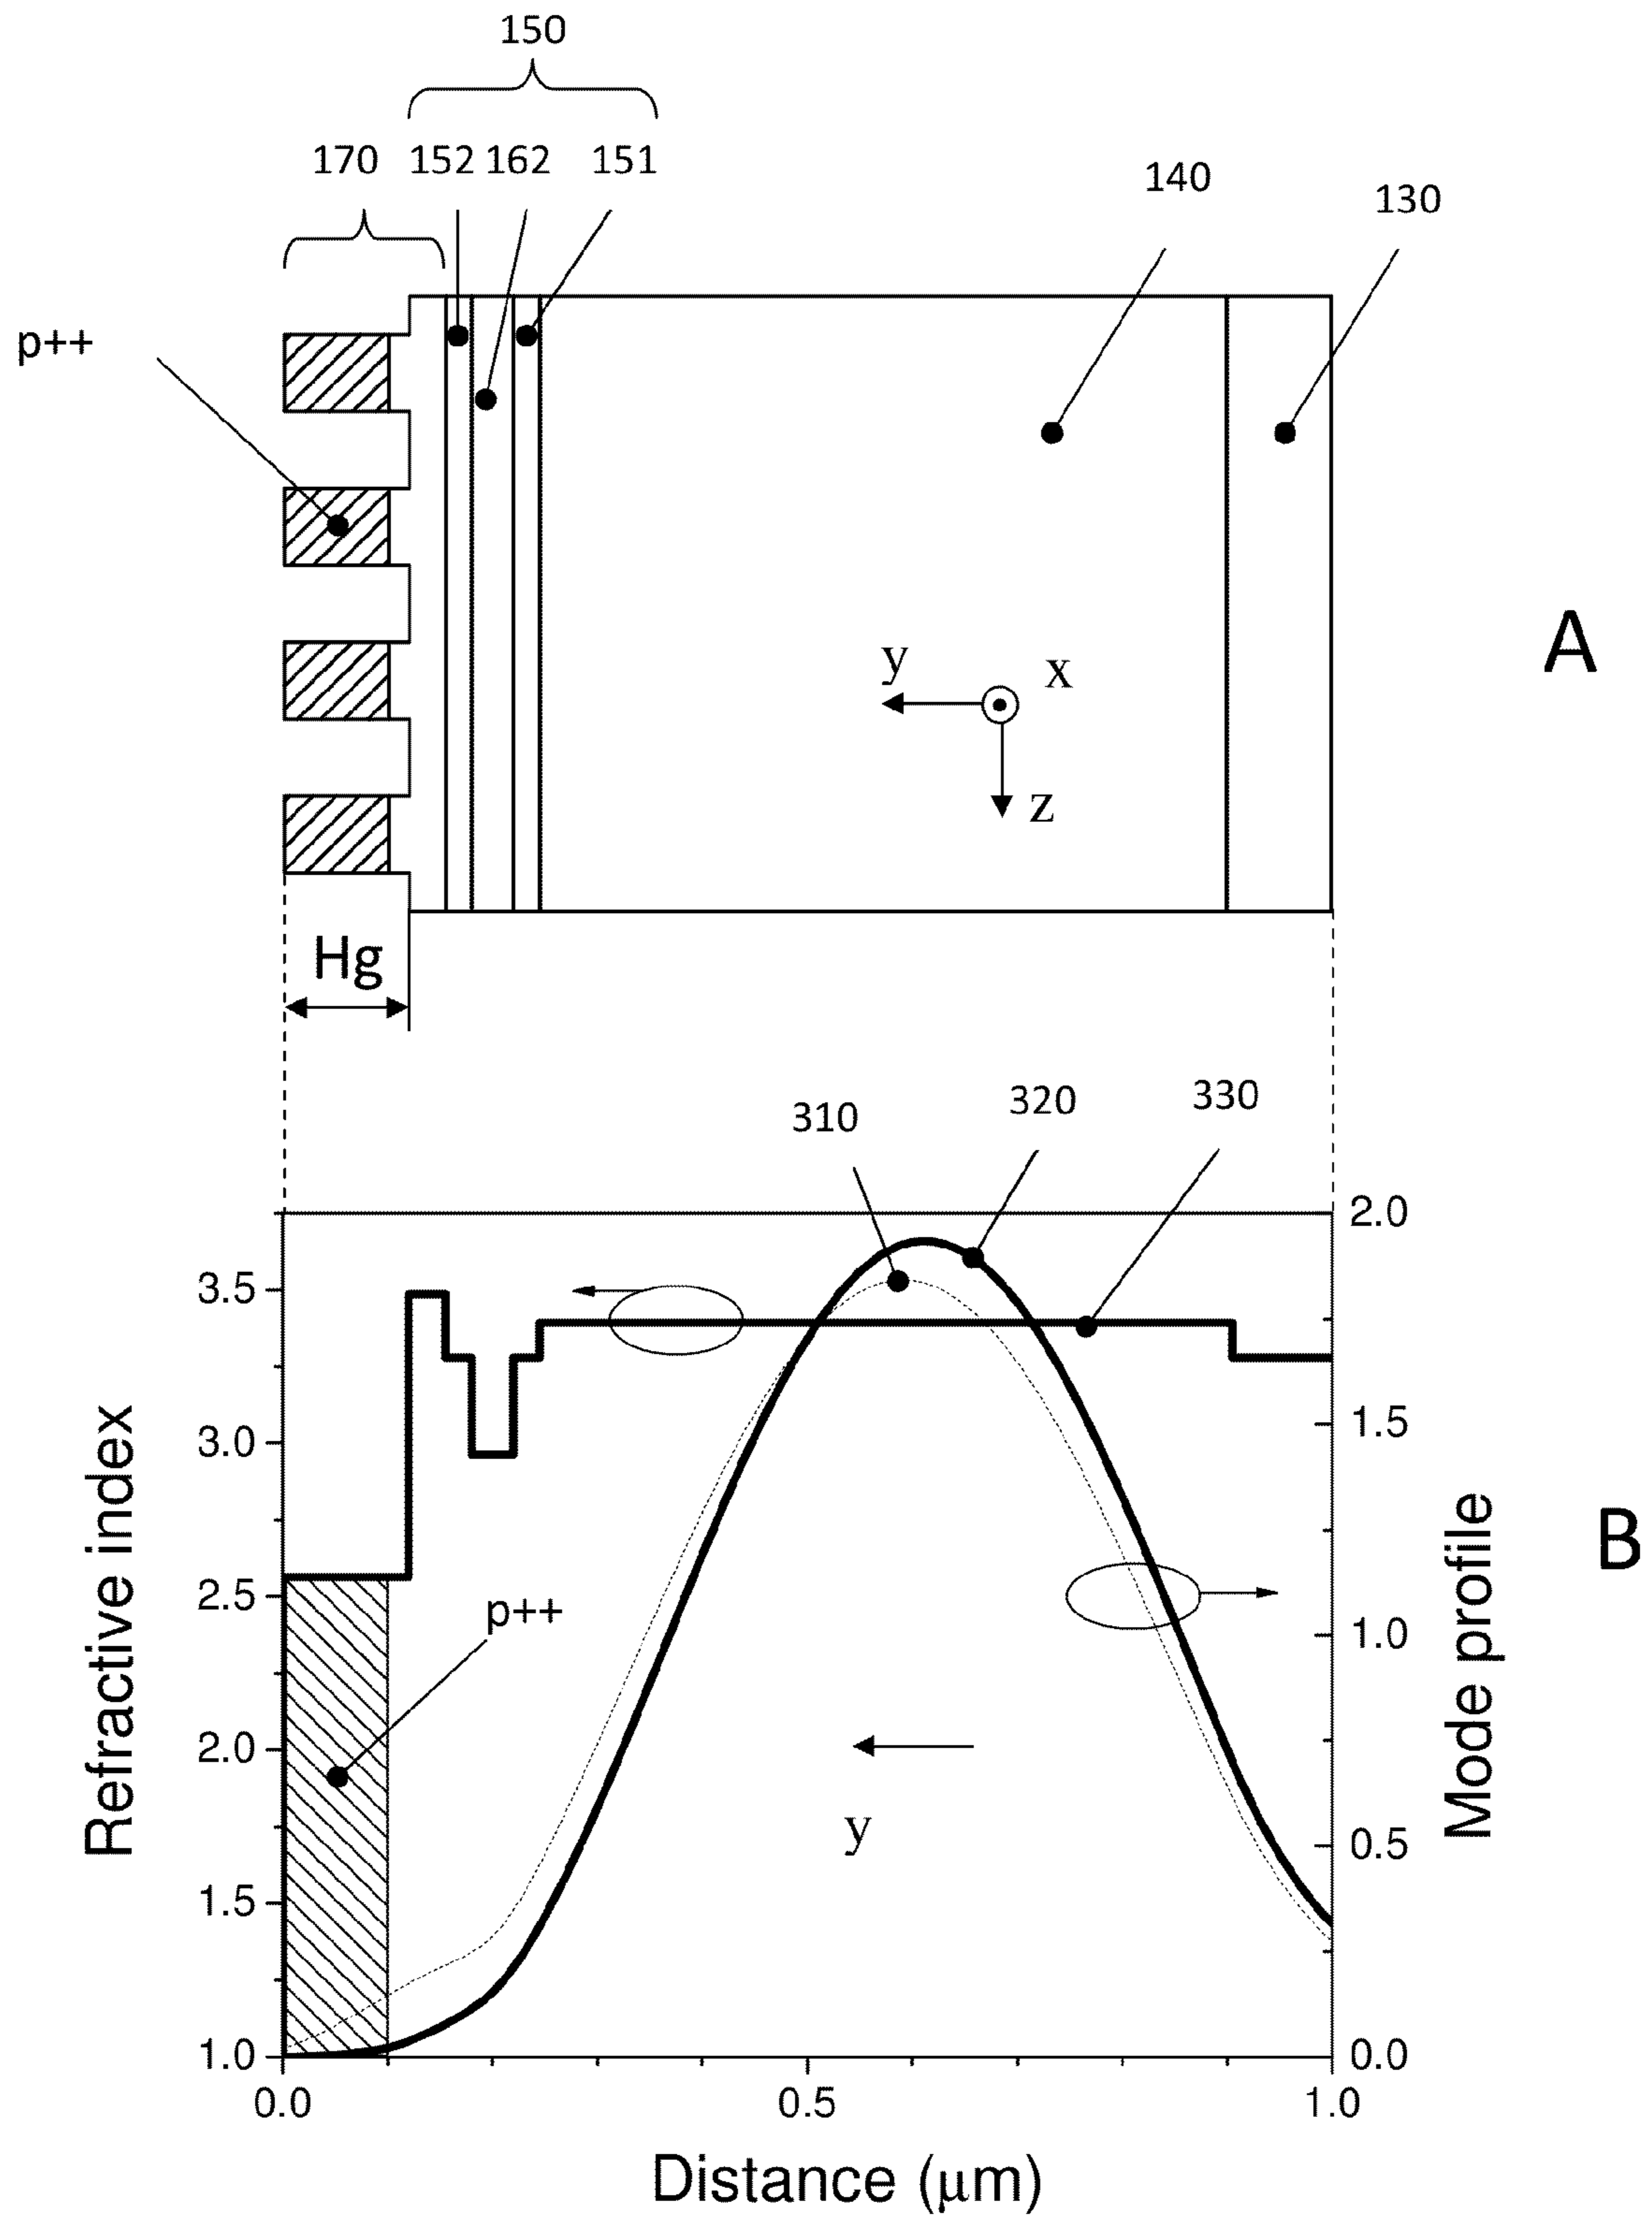 150
170 152 162 151
140
130
p++
A
y x
z
Hg
310 320 330
2.0
3.5
3.0
1.5
2.5
p++
B
1.0
2.0
y
0.5
1.5
1.0 0.0
0.0 0.5 1.0
Refractive index
Mode profile
Distance (μm)